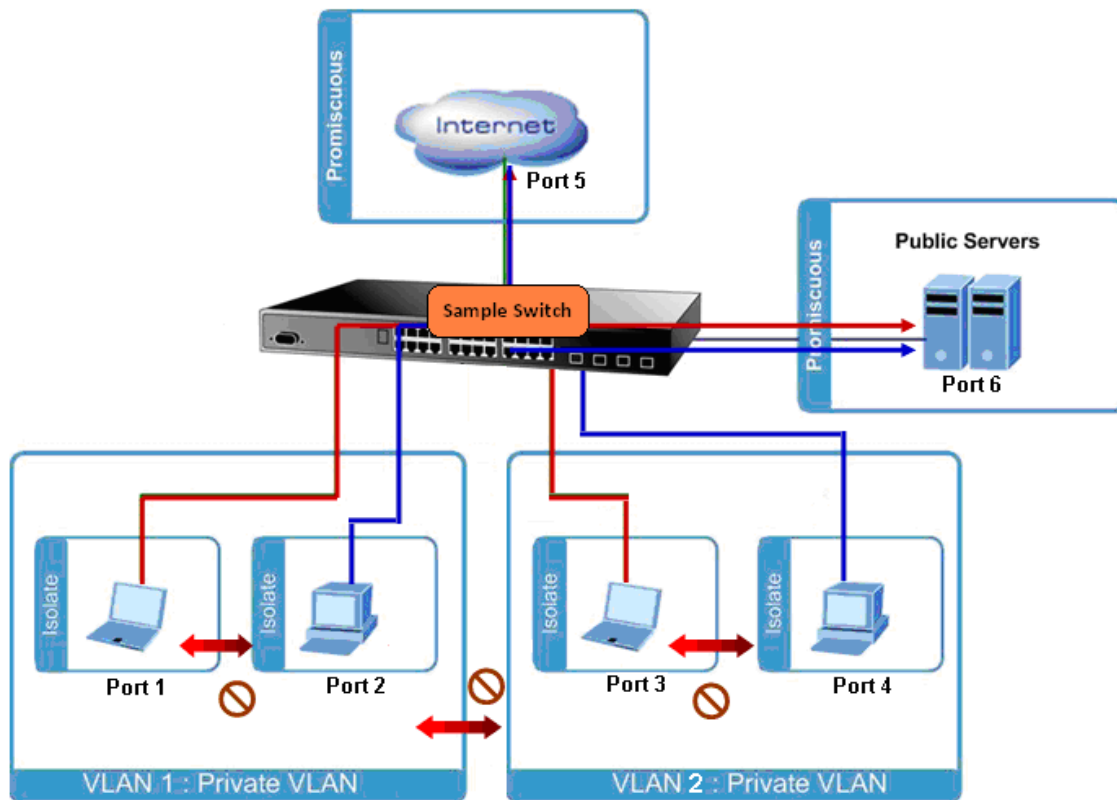 Promiscuous
Internet
Port 5
Promiscuous
Public Servers
Port 6
Sample Switch
Isolate
Port 1
Isolate
Port 2
Isolate
Port 3
Isolate
Port 4
VLAN 1 : Private VLAN
VLAN 2 : Private VLAN